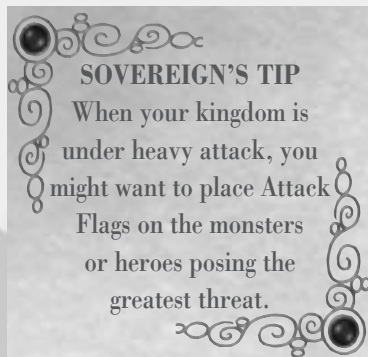 SOVEREIGN'S TIP
When your kingdom is
under heavy attack, you
might want to place Attack
Flags on the monsters
or heroes posing the
greatest threat.